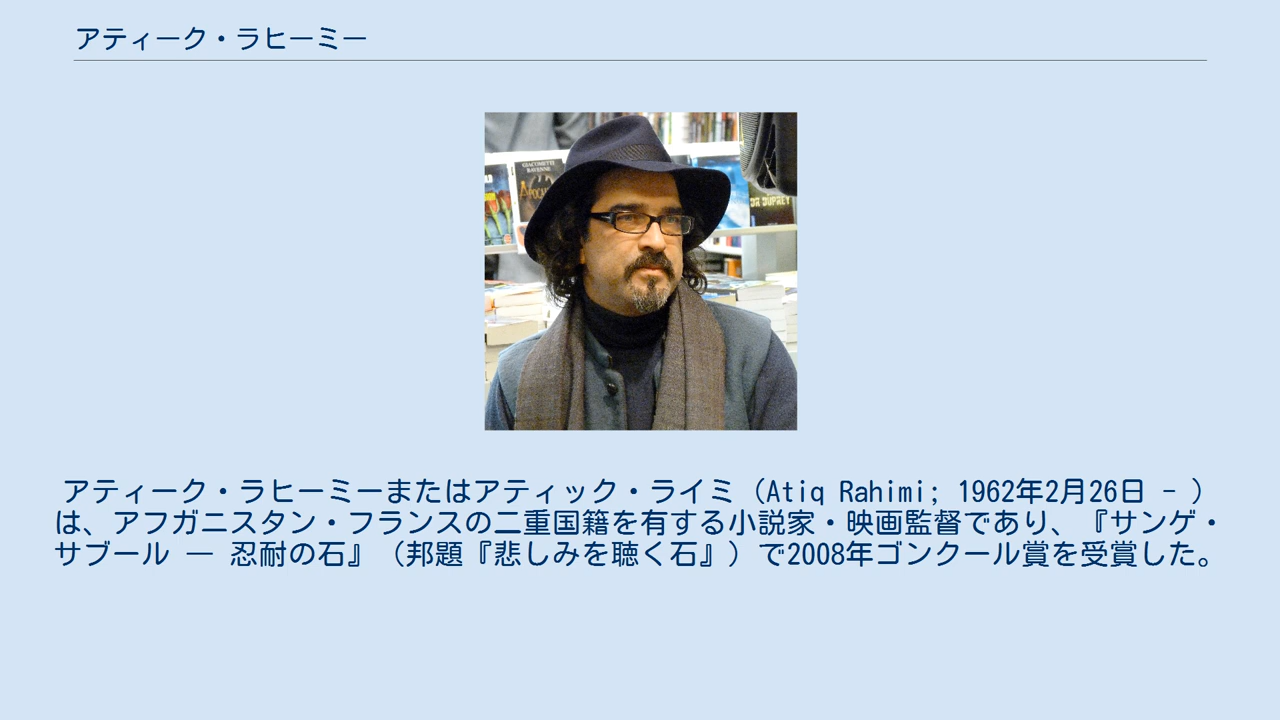 アティーク・ラヒーミー
GIACOMETTI
RAVENNE
アティーク・ラヒーミーまたはアティック・ライミ（Atiq Rahimi; 1962年2月26日 - ）
は、アフガニスタン・フランスの二重国籍を有する小説家・映画監督であり、『サンゲ・
サブール ― 忍耐の石』（邦題『悲しみを聴く石』）で2008年ゴンクール賞を受賞した。